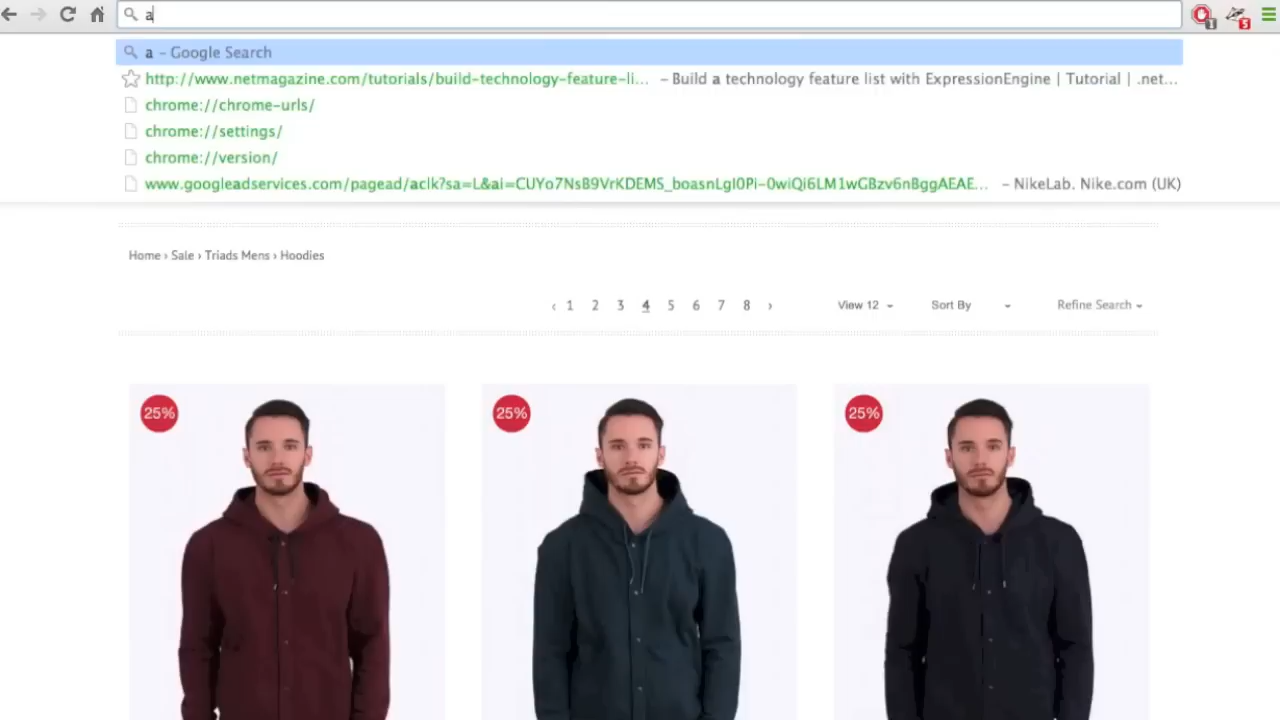 a
1
5
a – Google Search
http://www.netmagazine.com/tutorials/build-technology-feature-li... – Build a technology feature list with ExpressionEngine | Tutorial | .net...
chrome://chrome-urls/
chrome://settings/
chrome://version/
www.googleadservices.com/pagead/aclk?sa=L&ai=CUYo7NsB9VrKDEMS_boasnLgI0Pi-0wiQi6LM1wGBzv6nBggAEAE... – NikeLab. Nike.com (UK)
Home › Sale › Triads Mens › Hoodies
‹ 1 2 3 4 5 6 7 8 › View 12 Sort By Refine Search
25% 25% 25%